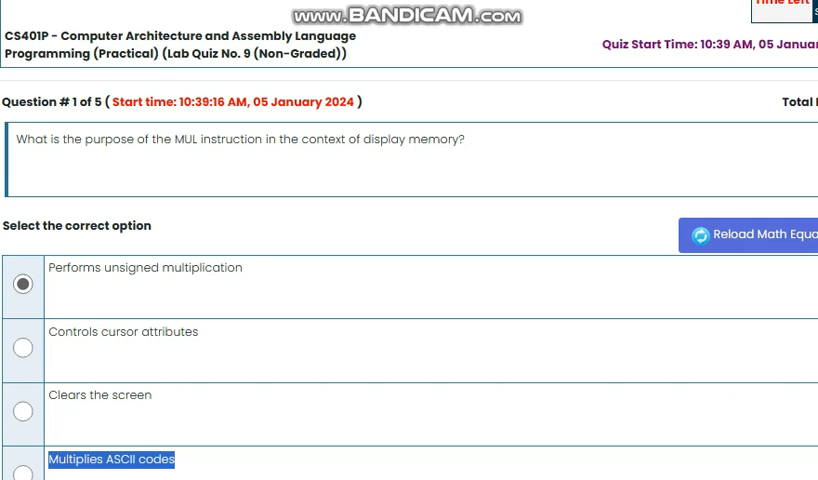 www.BANDICAM.com
Time Left
CS401P - Computer Architecture and Assembly Language
Programming (Practical) (Lab Quiz No. 9 (Non-Graded))
Quiz Start Time: 10:39 AM, 05
Question # 1 of 5 ( Start time: 10:39:16 AM, 05 January 2024 )
Total
What is the purpose of the MUL instruction in the context of display memory?
Select the correct option
Reload Math
Performs unsigned multiplication
Controls cursor attributes
Clears the screen
Multiplies ASCII codes